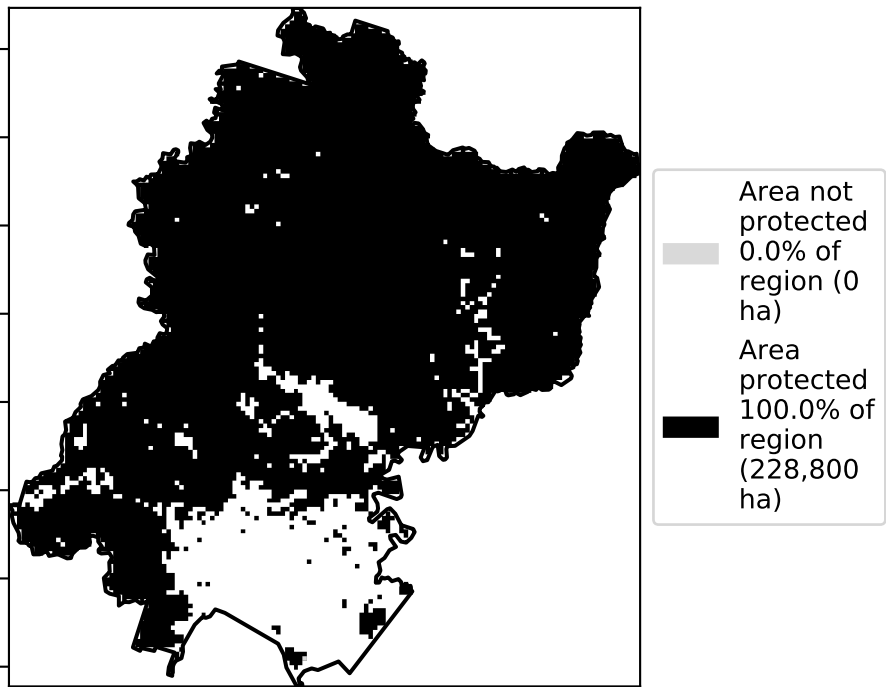 Area not
protected
0.0% of
region (0
ha)
Area
protected
100.0% of
region
(228,800
ha)